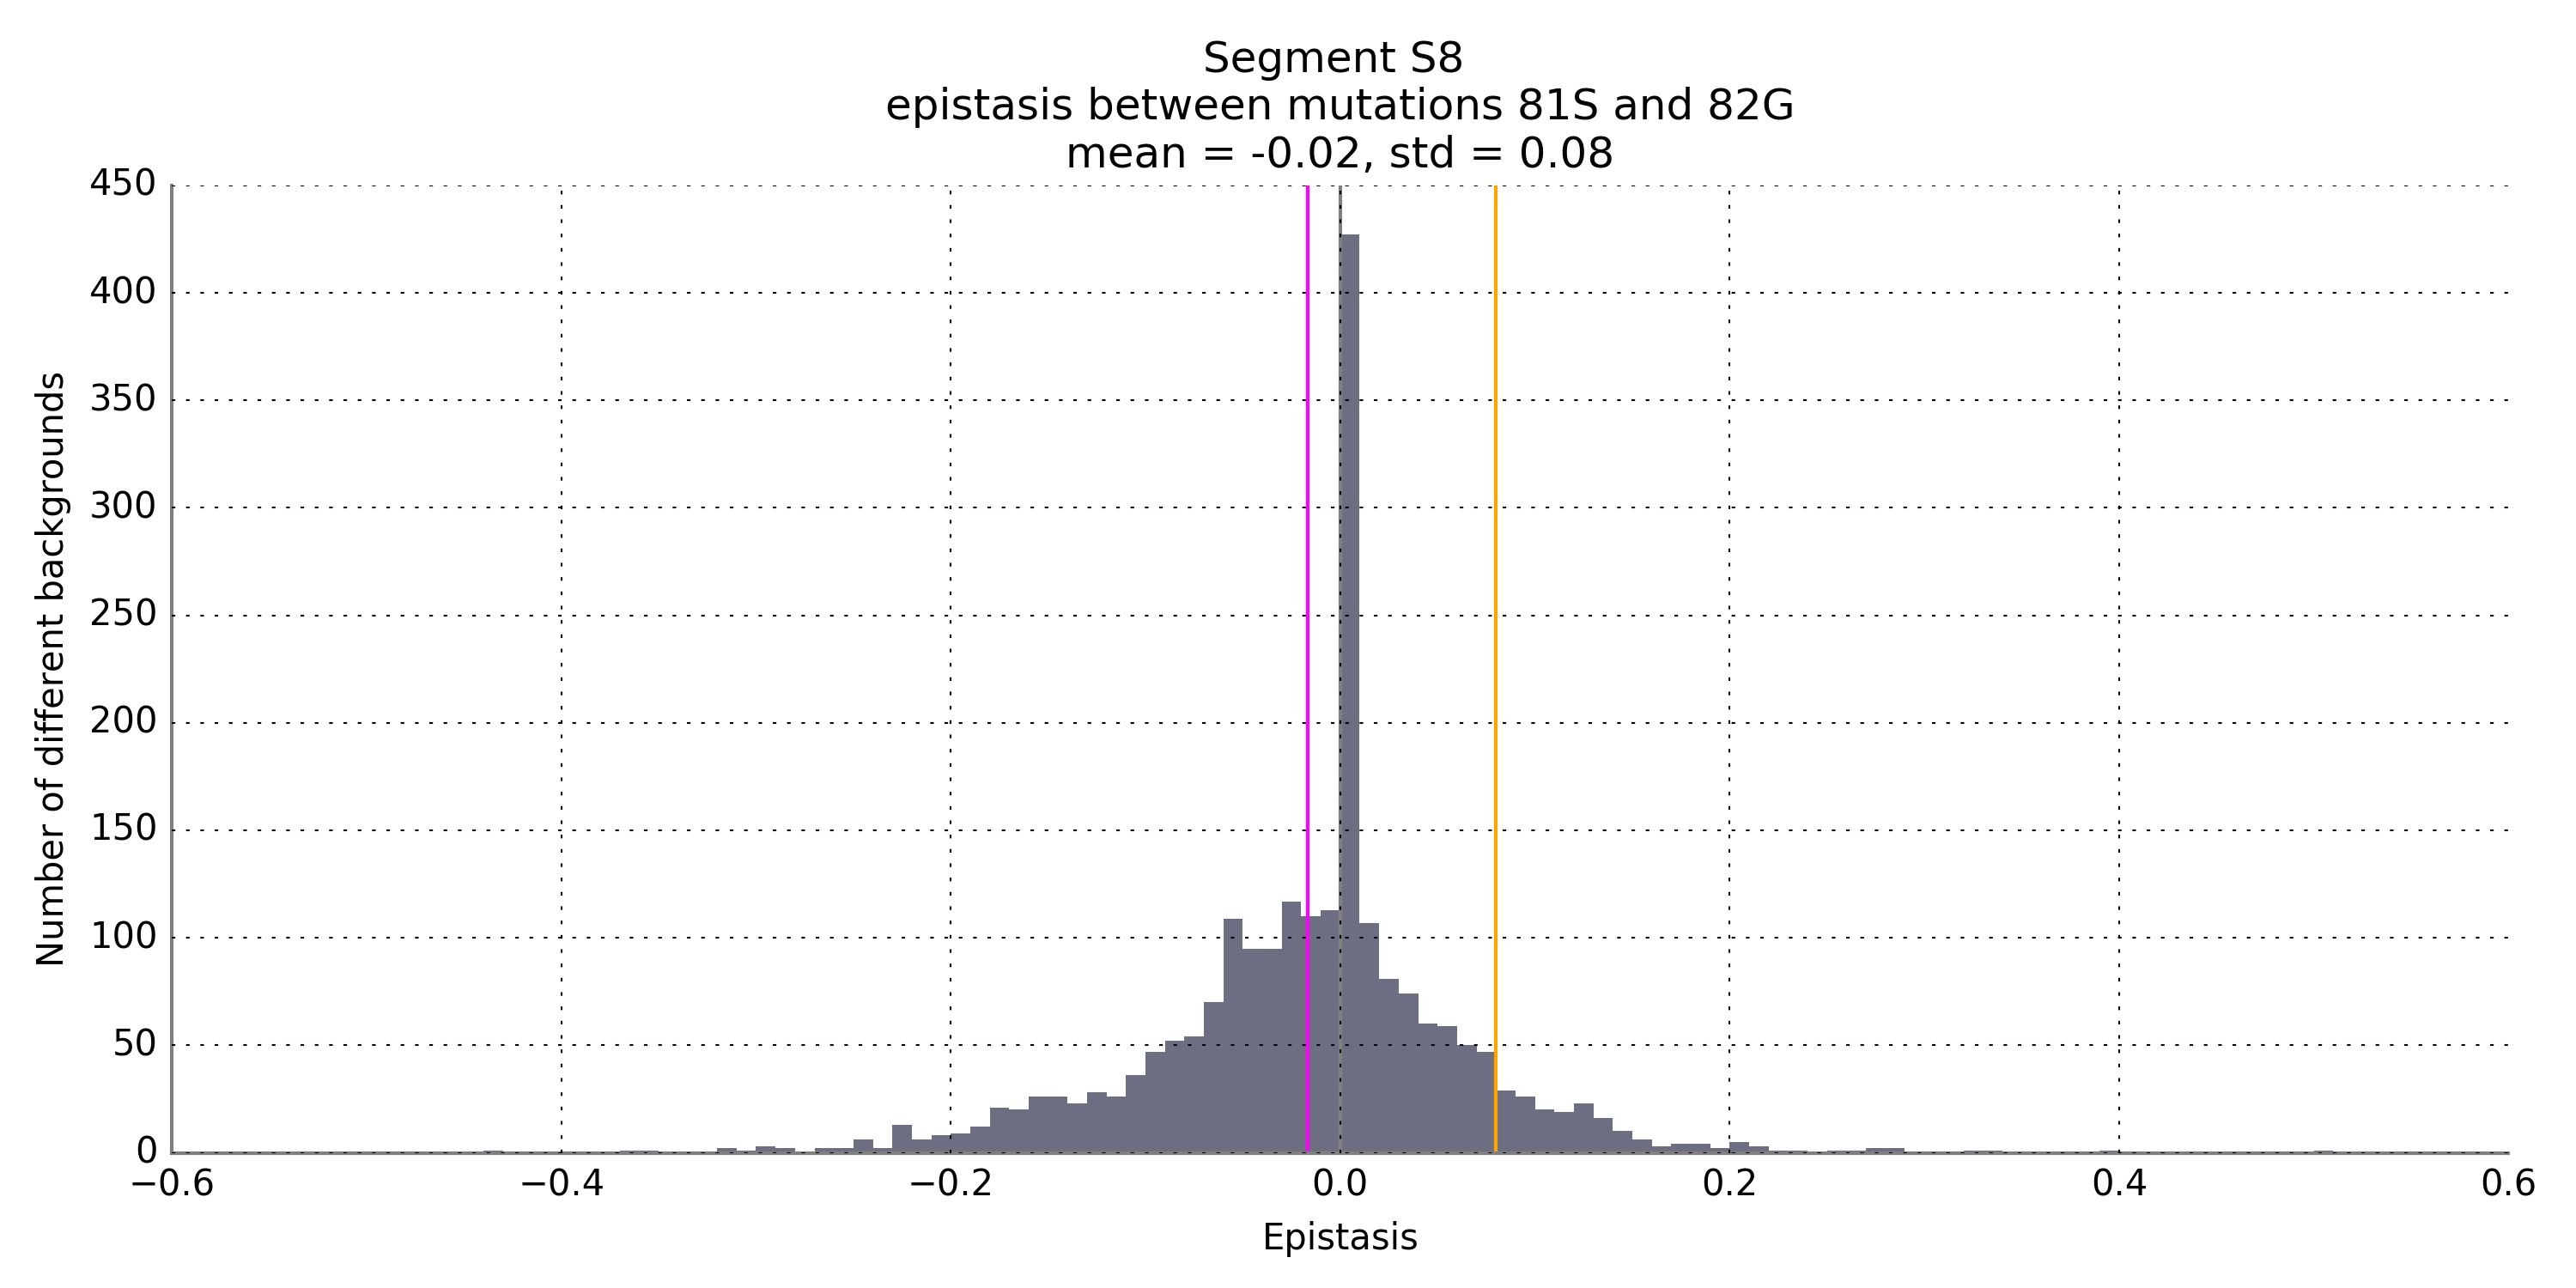 Segment S8
epistasis between mutations 81S and 82G
mean = -0.02, std = 0.08
450
400
350
300
250
200
150
100
50
0
Number of different backgrounds
−0.6 −0.4 −0.2 0.0 0.2 0.4 0.6
Epistasis